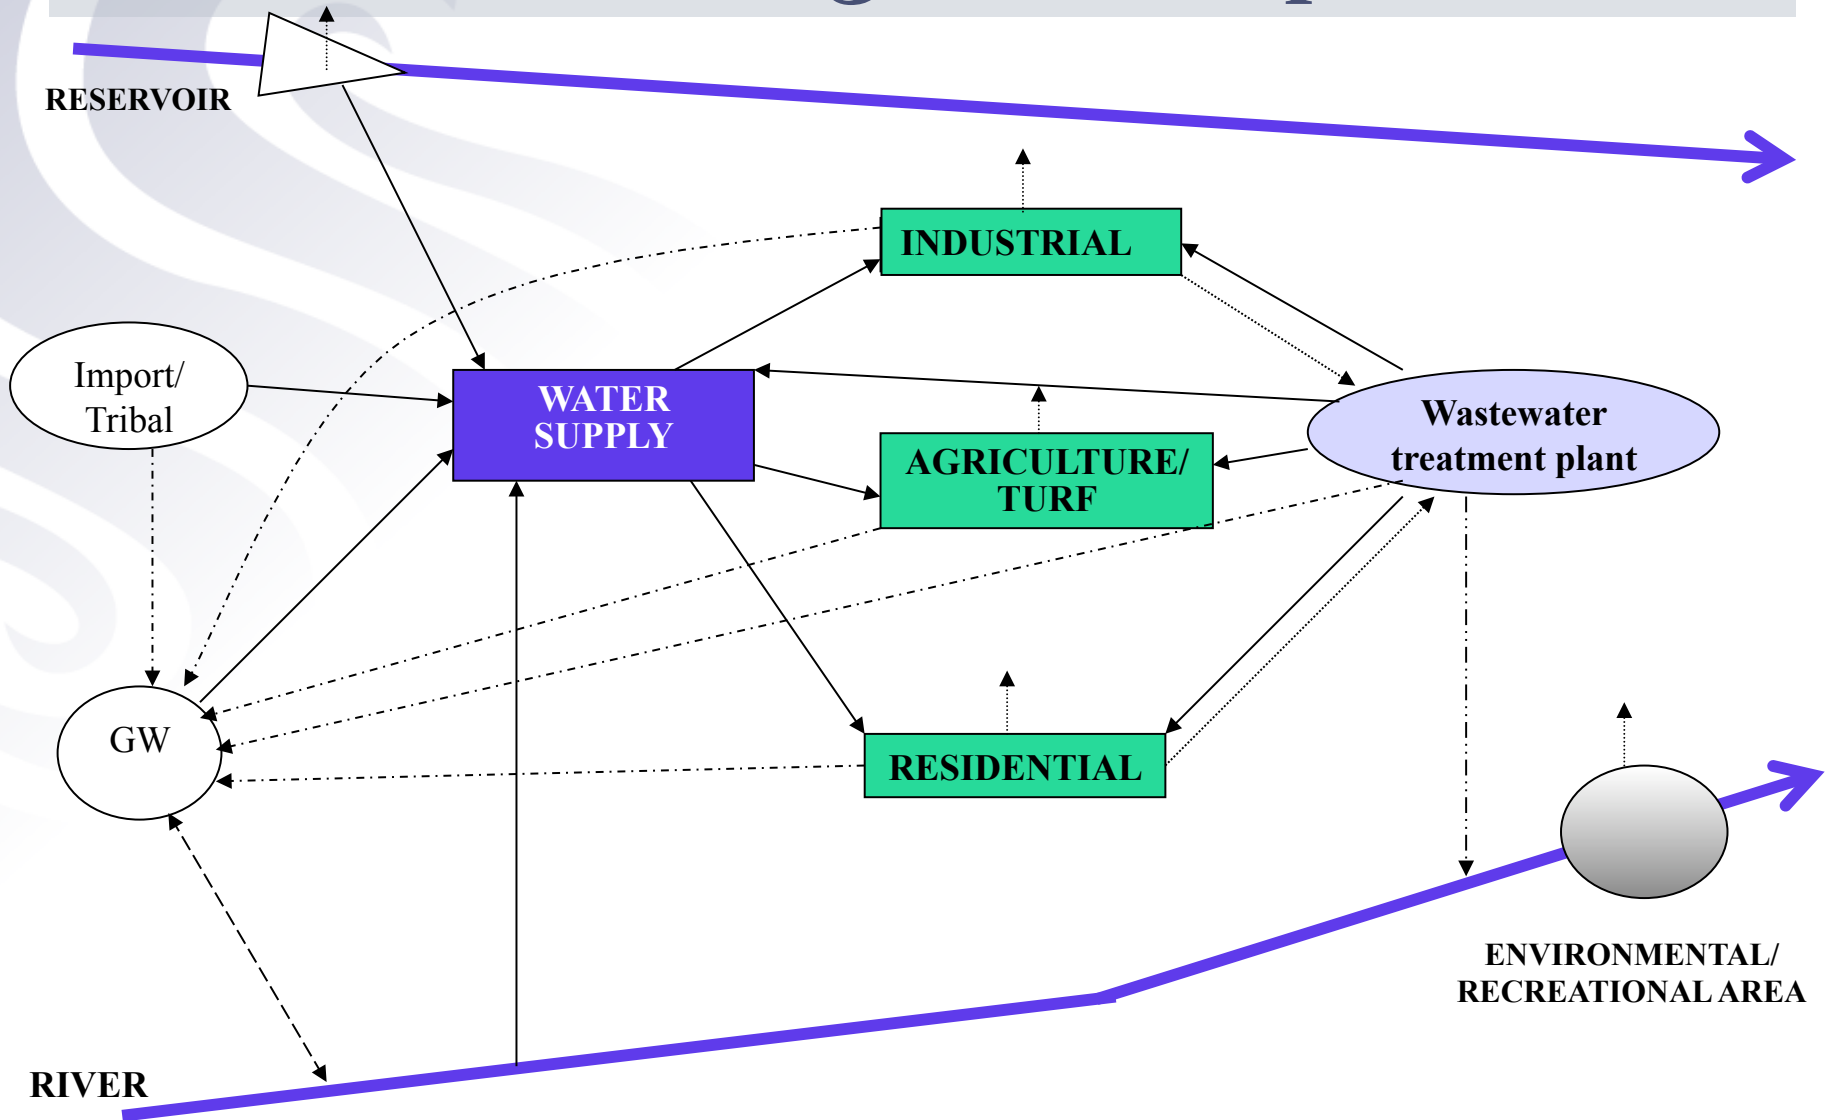 RESERVOIR
INDUSTRIAL
Import/
Tribal
WATER
SUPPLY
Wastewater
treatment plant
AGRICULTURE/
TURF
GW
RESIDENTIAL
ENVIRONMENTAL/
RECREATIONAL AREA
RIVER